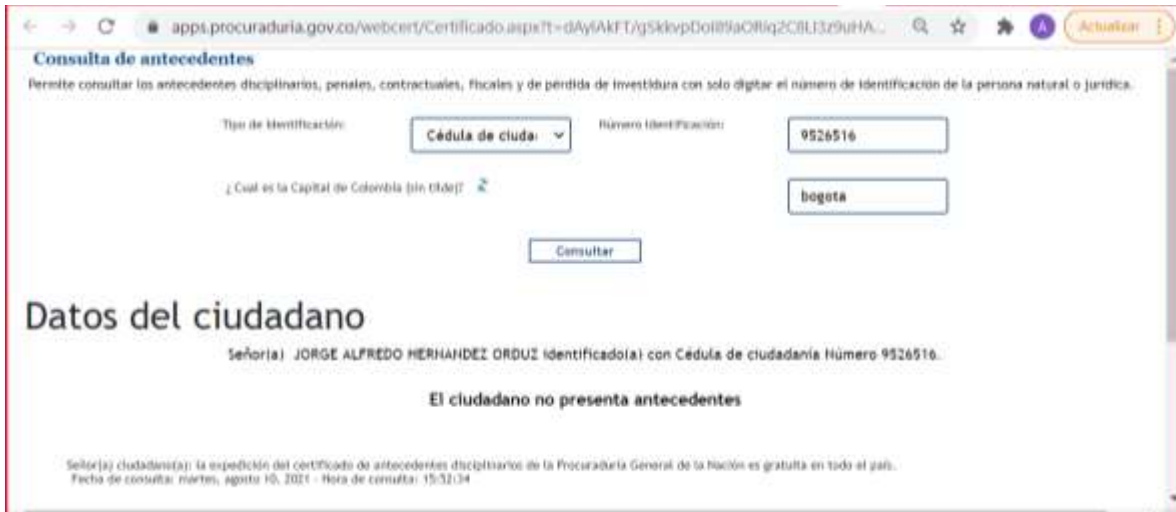 apps.procuraduria.gov.co/webcert/Certificado.aspx?t=
Actualizar
Consulta de antecedentes
Permite consultar los antecedentes disciplinarios, penales, contractuales, fiscales y de pérdida de investidura con solo digitar el número de identificación de la persona natural o jurídica.
Tipo de Identificación: Cédula de ciuda Número Identificación: 9526516
¿ Cual es la Capital de Colombia (sin tilde)? bogota
Consultar
Datos del ciudadano
Señor(a) JORGE ALFREDO HERNANDEZ ORDUZ identificado(a) con Cédula de ciudadanía Número 9526516.
El ciudadano no presenta antecedentes
Señor(a) ciudadano(a): la expedición del certificado de antecedentes disciplinarios de la Procuraduría General de la Nación es gratuita en todo el país.
Fecha de consulta: martes, agosto 10, 2021 - Hora de consulta: 15:52:34